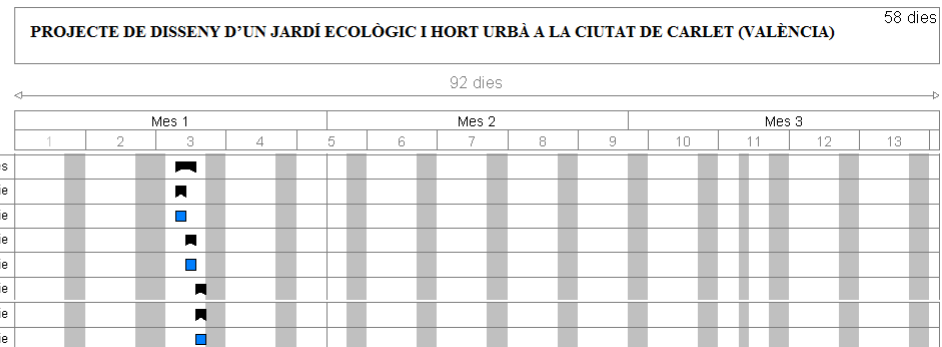 58 dies
PROJECTE DE DISSENY D'UN JARDÍ ECOLÒGIC I HORT URBÀ A LA CIUTAT DE CARLET (VALÈNCIA)
92 dies
Mes 1 Mes 2 Mes 3
1 2 3 4 5 6 7 8 9 10 11 12 13